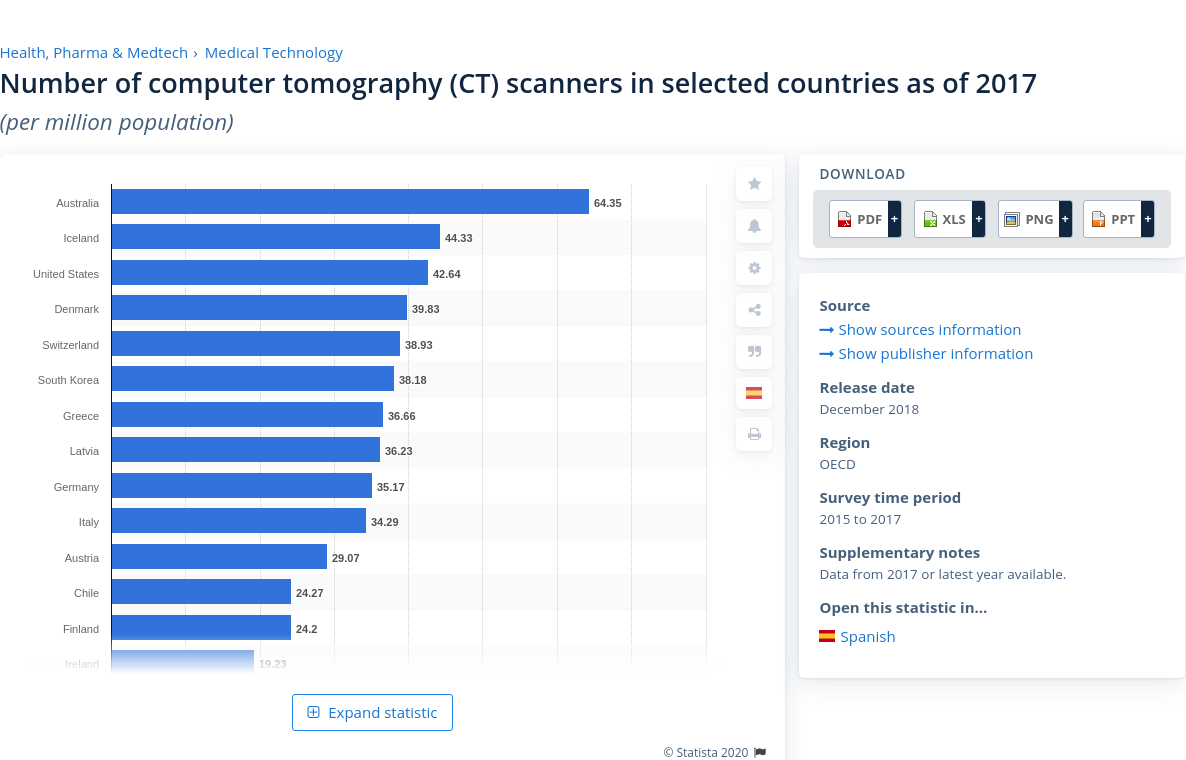 Health, Pharma & Medtech › Medical Technology
Number of computer tomography (CT) scanners in selected countries as of 2017
(per million population)
Australia 64.35
Iceland 44.33
United States 42.64
Denmark 39.83
Switzerland 38.93
South Korea 38.18
Greece 36.66
Latvia 36.23
Germany 35.17
Italy 34.29
Austria 29.07
Chile 24.27
Finland 24.2
Ireland 19.23
Expand statistic
© Statista 2020
DOWNLOAD
PDF + XLS + PNG + PPT +
Source
Show sources information
Show publisher information
Release date
December 2018
Region
OECD
Survey time period
2015 to 2017
Supplementary notes
Data from 2017 or latest year available.
Open this statistic in...
Spanish